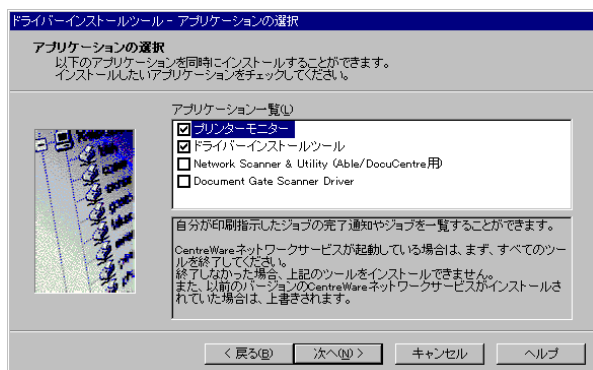 ドライバーインストールツール - アプリケーションの選択
アプリケーションの選択
以下のアプリケーションを同時にインストールすることができます。
インストールしたいアプリケーションをチェックしてください。
アプリケーション一覧(L)
プリンターモニター
ドライバーインストールツール
Network Scanner & Utility (Able/DocuCentre用)
Document Gate Scanner Driver
自分が印刷指示したジョブの完了通知やジョブを一覧することができます。
CentreWareネットワークサービスが起動している場合は、まず、すべてのツー
ルを終了してください。
終了しなかった場合、上記のツールをインストールできません。
また、以前のバージョンのCentreWareネットワークサービスがインストールさ
れていた場合は、上書きされます。
< 戻る(B)
次へ(N) >
キャンセル
ヘルプ